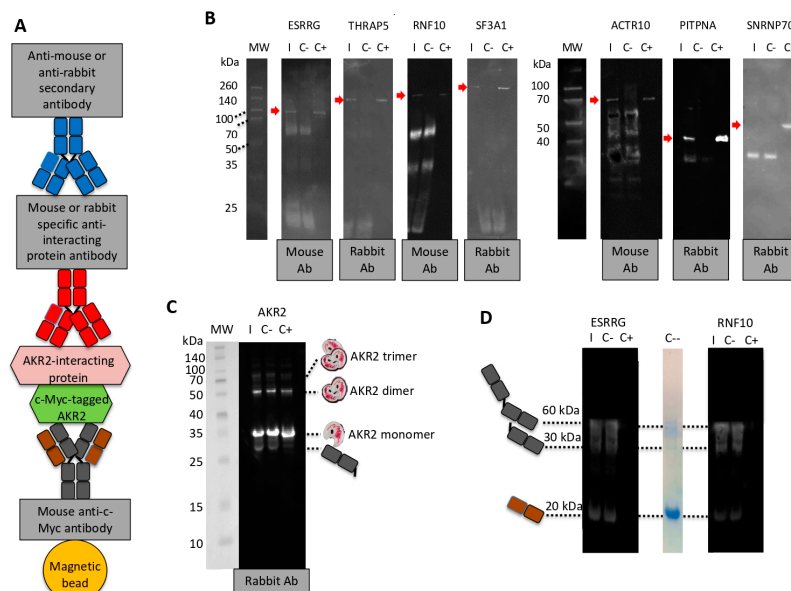 A
Anti-mouse or
anti-rabbit
secondary
antibody
Mouse or rabbit
specific anti-
interacting
protein antibody
AKR2-interacting
protein
c-Myc-tagged
AKR2
Mouse anti-c-
Myc antibody
Magnetic
bead
B
ESRRG THRAP5 RNF10 SF3A1
kDa MW I C- C+ I C- C+ I C- C+ I C- C+
260
140
100
70
50
35
25
Mouse Ab
Rabbit Ab
Mouse Ab
Rabbit Ab
ACTR10 PITPNA SNRNP70
kDa MW I C- C+ I C- C+ I C- C
100
70
50
40
Mouse Ab
Rabbit Ab
Rabbit Ab
C
AKR2
kDa MW I C- C+
140
100
70
50
40
35
25
15
10
AKR2 trimer
AKR2 dimer
AKR2 monomer
Rabbit Ab
D
ESRRG RNF10
I C- C+ C-- I C- C+
60 kDa
30 kDa
20 kDa